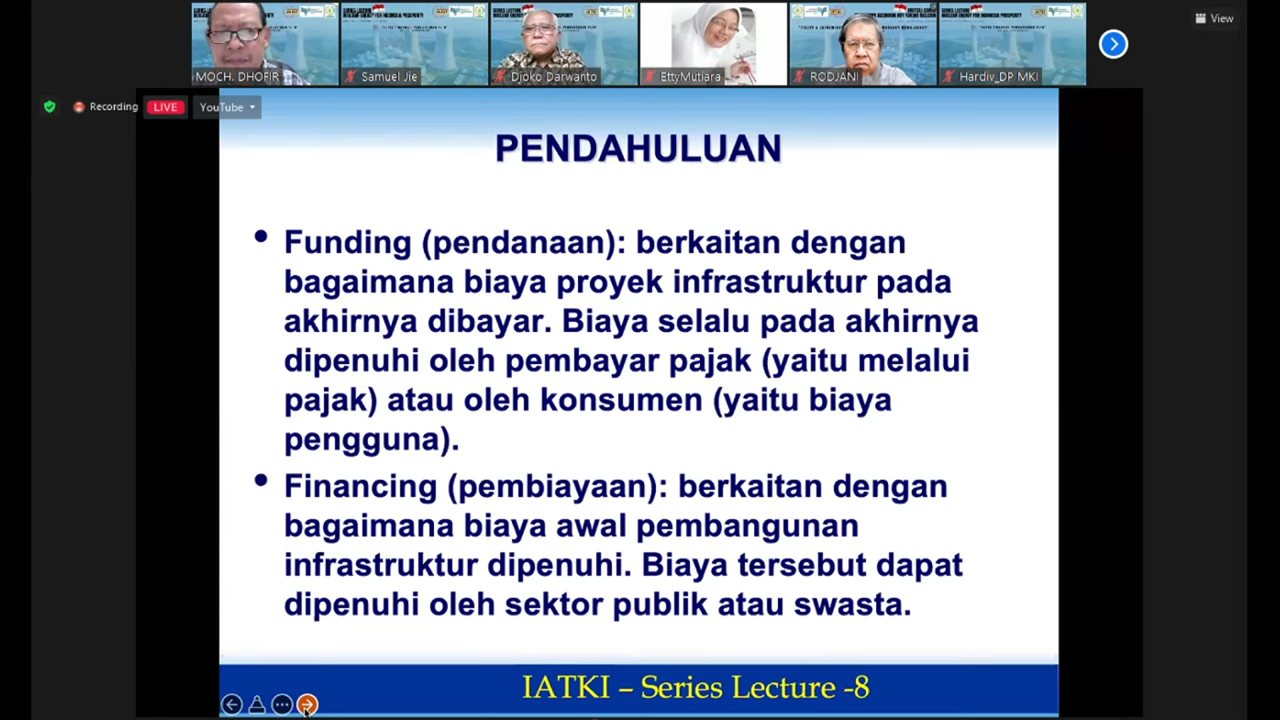 View
MOCH. DHOFIR
Samuel Jie
Djoko Darwanto
EttyMutiara
RODJANI
Hardiv_DP MKI
Recording
LIVE
YouTube
PENDAHULUAN
• Funding (pendanaan): berkaitan dengan
bagaimana biaya proyek infrastruktur pada
akhirnya dibayar. Biaya selalu pada akhirnya
dipenuhi oleh pembayar pajak (yaitu melalui
pajak) atau oleh konsumen (yaitu biaya
pengguna).
• Financing (pembiayaan): berkaitan dengan
bagaimana biaya awal pembangunan
infrastruktur dipenuhi. Biaya tersebut dapat
dipenuhi oleh sektor publik atau swasta.
IATKI – Series Lecture -8